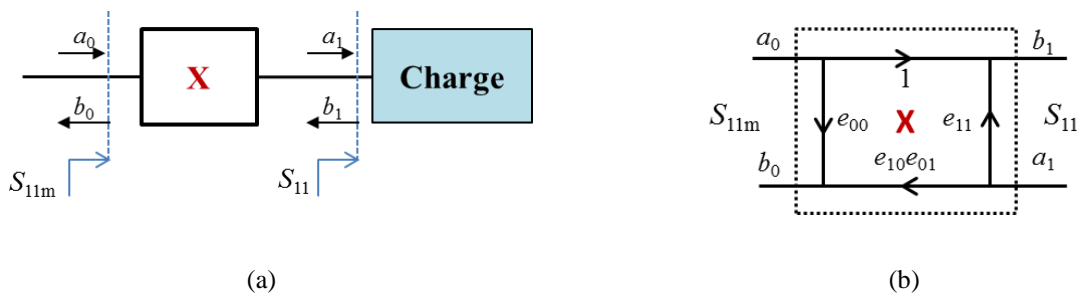 a₀
X
b₀
S₁₁ₘ
a₁
Charge
b₁
S₁₁
(a)
a₀
b₁
1
S₁₁ₘ
e₀₀
X
e₁₁
S₁₁
e₁₀e₀₁
b₀
a₁
(b)